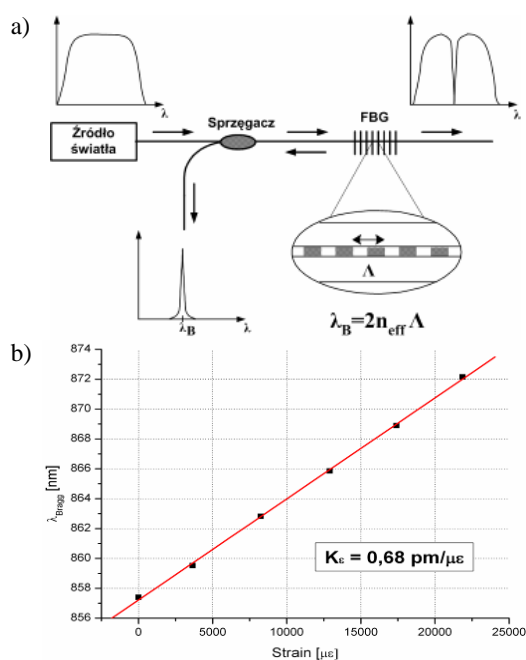 a)
λ
λ
Źródło
światła
Sprzęgacz
FBG
Λ
λB
λ
λB=2neffΛ
b)
874
872
870
868
866
864
862
860
858
856
λBragg [nm]
Kε = 0,68 pm/με
0
5000
10000
15000
20000
25000
Strain [με]